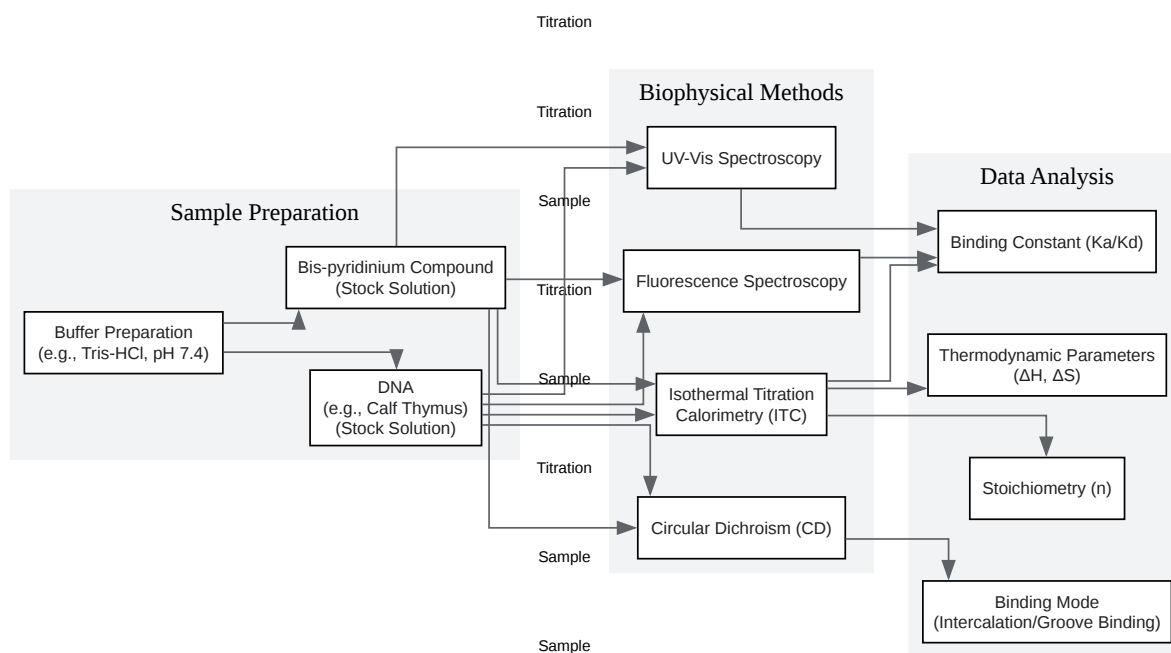 Titration
Titration
Sample
Titration
Sample
Titration
Sample
Sample
Sample Preparation
Buffer Preparation
(e.g., Tris-HCl, pH 7.4)
Bis-pyridinium Compound
(Stock Solution)
DNA
(e.g., Calf Thymus)
(Stock Solution)
Biophysical Methods
UV-Vis Spectroscopy
Fluorescence Spectroscopy
Isothermal Titration
Calorimetry (ITC)
Circular Dichroism (CD)
Data Analysis
Binding Constant (Ka/Kd)
Thermodynamic Parameters
(ΔH, ΔS)
Stoichiometry (n)
Binding Mode
(Intercalation/Groove Binding)